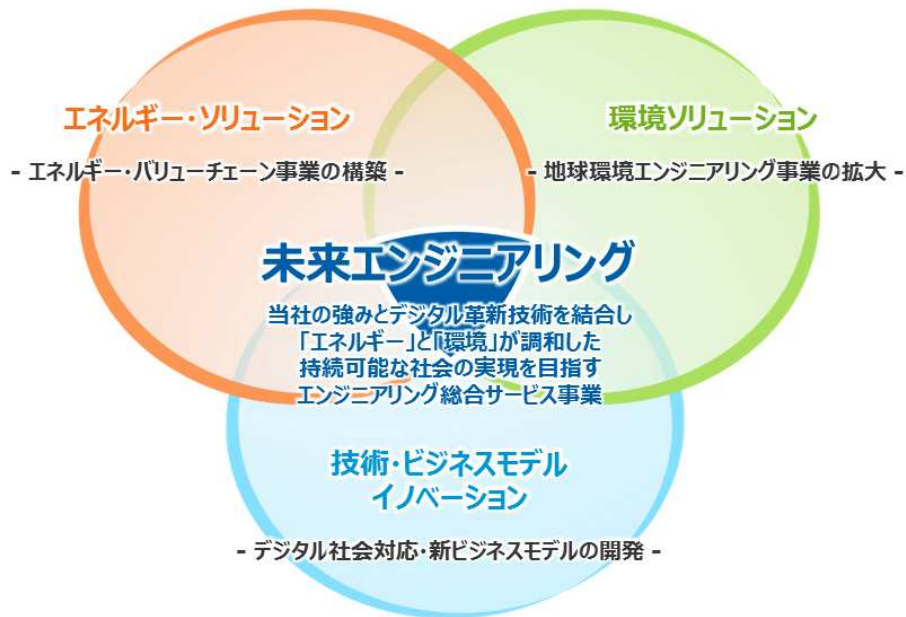 エネルギー・ソリューション
環境ソリューション
- エネルギー・バリューチェーン事業の構築 -
- 地球環境エンジニアリング事業の拡大 -
未来エンジニアリング
当社の強みとデジタル革新技術を結合し
「エネルギー」と「環境」が調和した
持続可能な社会の実現を目指す
エンジニアリング総合サービス事業
技術・ビジネスモデル
イノベーション
- デジタル社会対応・新ビジネスモデルの開発 -